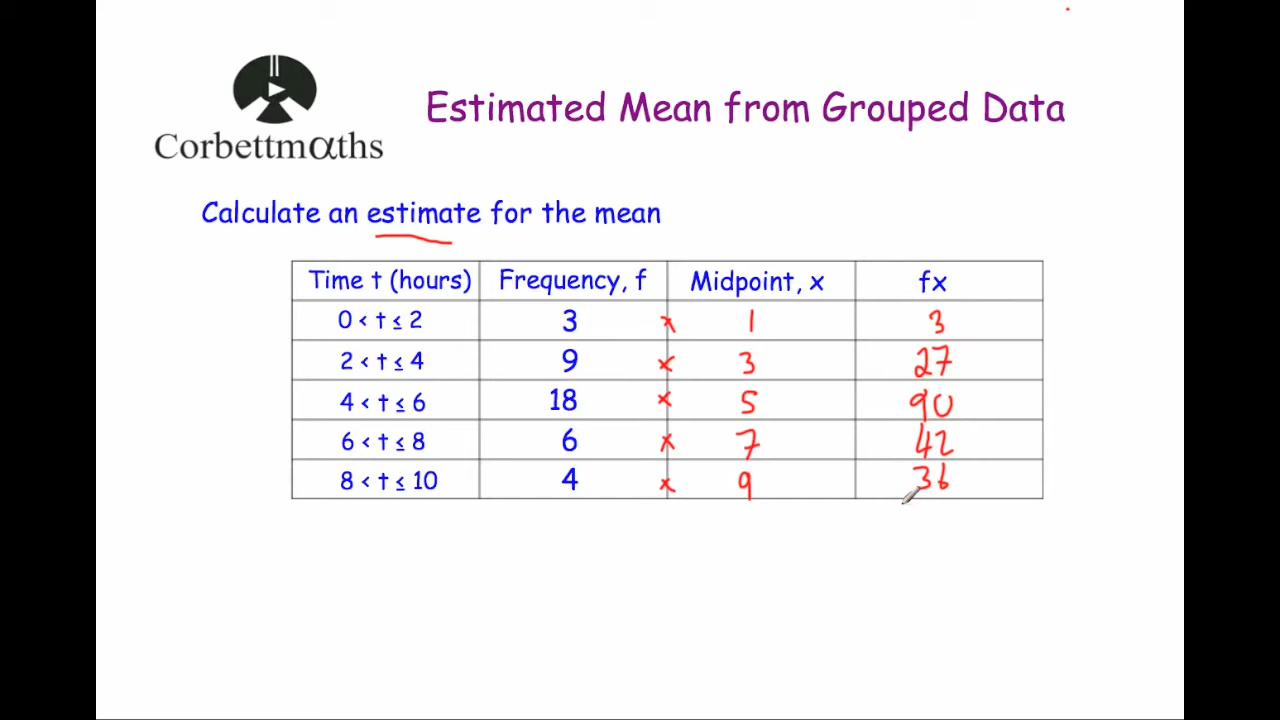 Corbettmαths
Estimated Mean from Grouped Data
Calculate an estimate for the mean
Time t (hours) Frequency, f Midpoint, x fx
0 < t ≤ 2 3 x 1 3
2 < t ≤ 4 9 x 3 27
4 < t ≤ 6 18 x 5 90
6 < t ≤ 8 6 x 7 42
8 < t ≤ 10 4 x 9 36